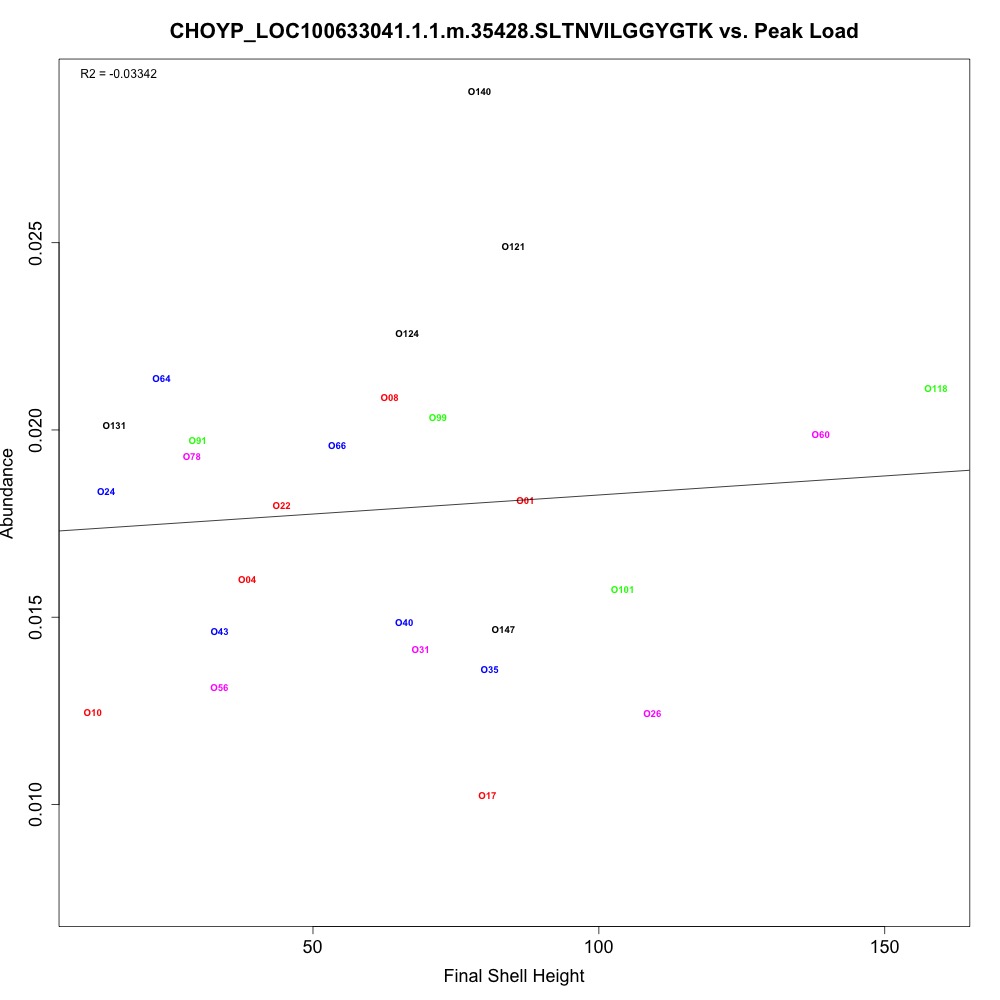 CHOYP_LOC100633041.1.1.m.35428.SLTNVILGGYGTK vs. Peak Load
R2 = -0.03342
O140
O121
O124
O64
O118
O08
O99
O131
O60
O91
O66
O78
O24
O01
O22
O04
O101
O40
O147
O43
O31
O35
O56
O10
O26
O17
Abundance
0.025
0.020
0.015
0.010
50 100 150
Final Shell Height